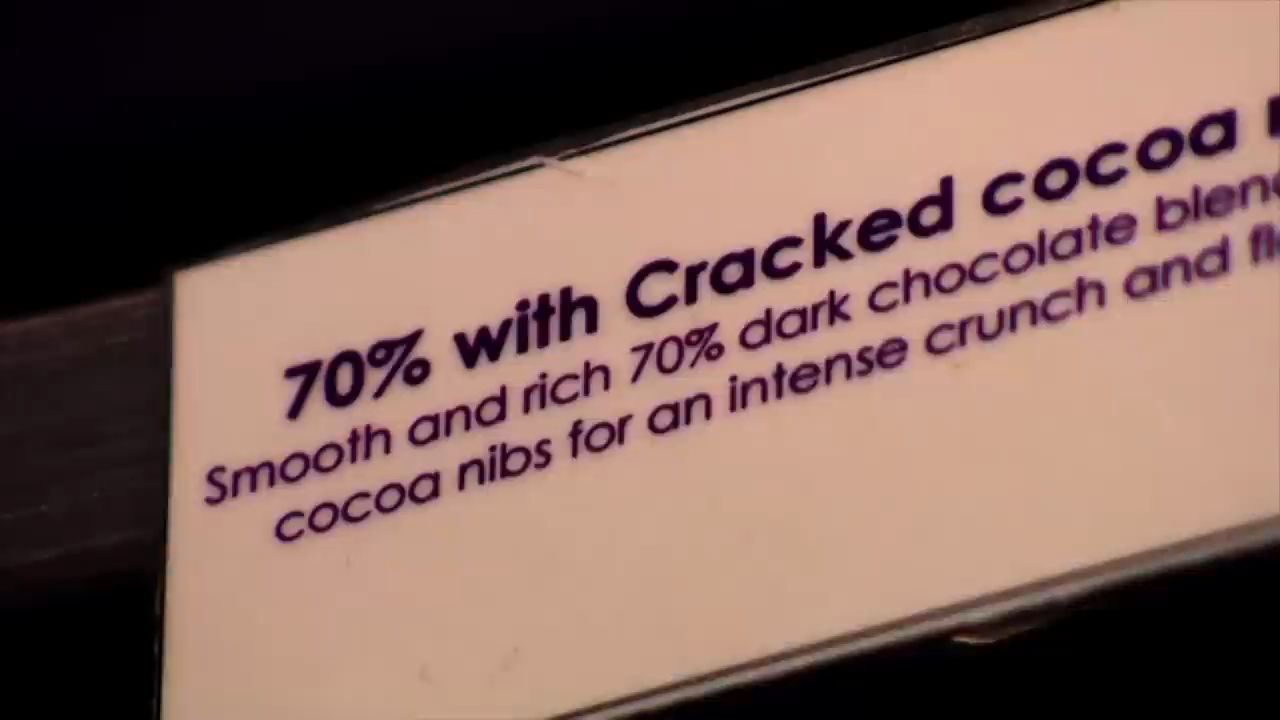 70% with Cracked cocoa
Smooth and rich 70% dark chocolate
cocoa nibs for an intense crunch and